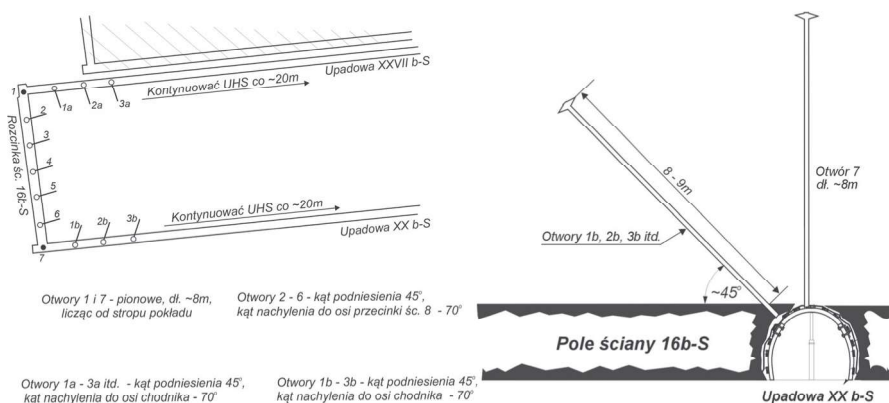 Upadowa XXVII b-S
Kontynuować UHS co ~20m
1
1a
2a
3a
2
3
4
5
6
7
Rozcinka śc. 16b-S
1b
2b
3b
Kontynuować UHS co ~20m
Upadowa XX b-S
Otwory 1 i 7 - pionowe, dł. ~8m,
licząc od stropu pokładu
Otwory 2 - 6 - kąt podniesienia 45°,
kąt nachylenia do osi przecinki śc. 8 - 70°
Otwory 1a - 3a itd. - kąt podniesienia 45°,
kąt nachylenia do osi chodnika - 70°
Otwory 1b - 3b - kąt podniesienia 45°,
kąt nachylenia do osi chodnika - 70°
8 - 9m
Otwór 7
dł. ~8m
Otwory 1b, 2b, 3b itd.
~45°
Pole ściany 16b-S
Upadowa XX b-S